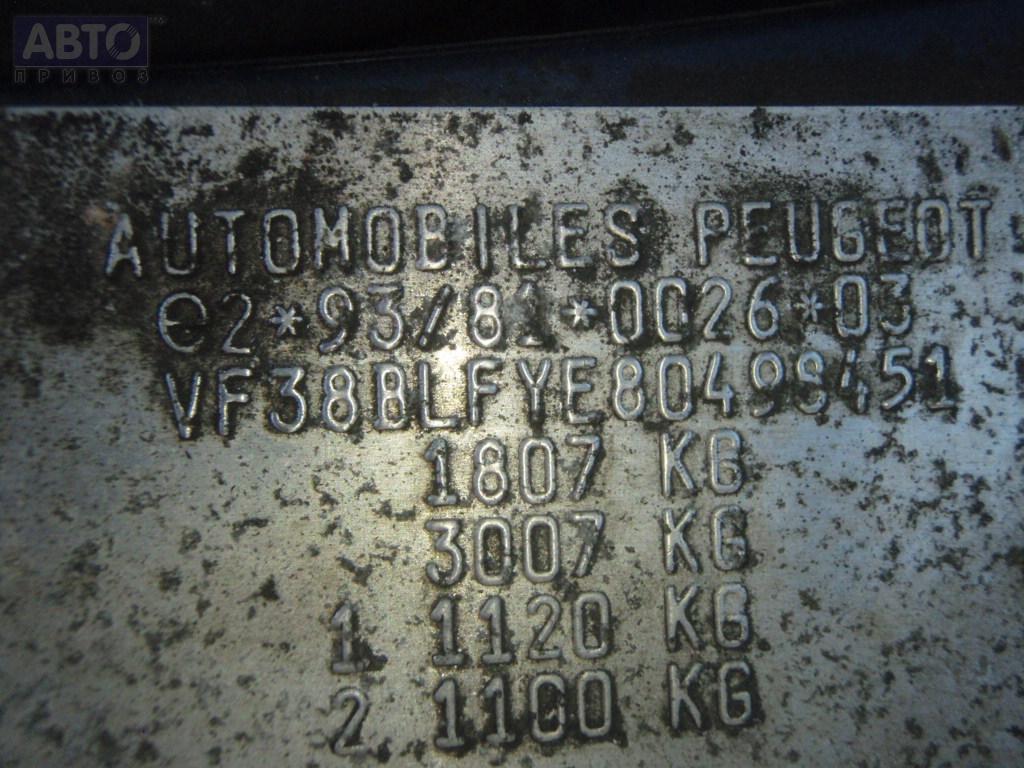 АВТО
ПРИВОЗ
AUTOMOBILES PEUGEOT
e2*93/81*0026*03
VF38BLFYE80498451
1807 KG
3007 KG
1 1120 KG
2 1100 KG